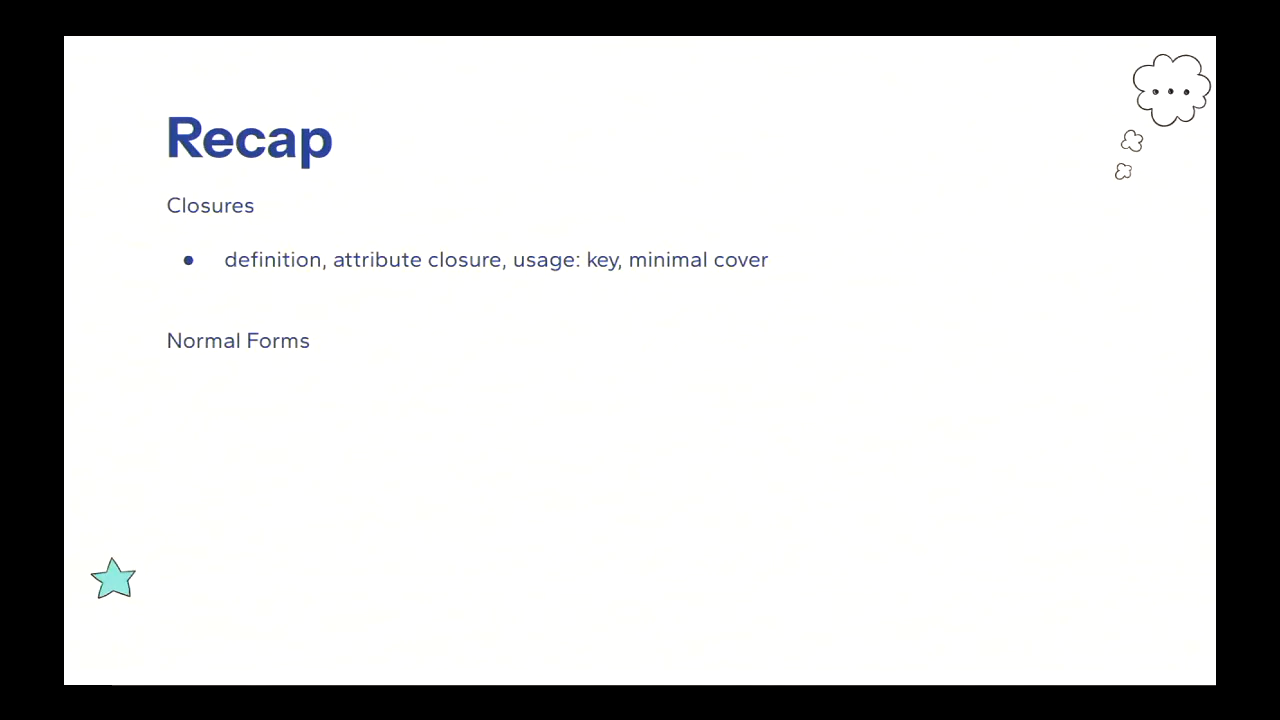 Recap
Closures
● definition, attribute closure, usage: key, minimal cover
Normal Forms